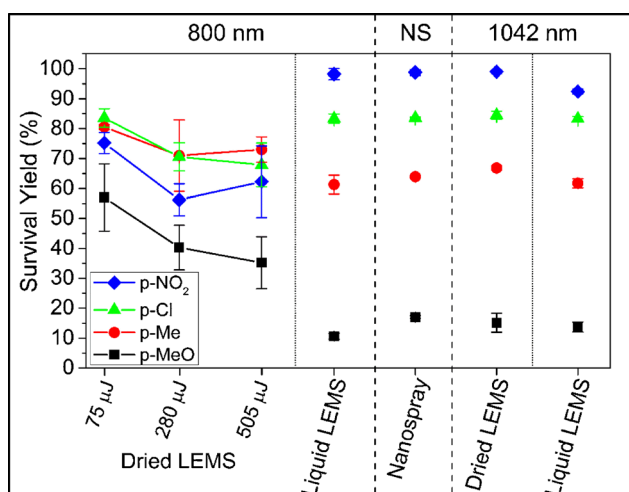 800 nm
NS
1042 nm
Survival Yield (%)
100
90
80
70
60
50
40
30
20
10
0
p-NO₂
p-Cl
p-Me
p-MeO
75 µJ
280 µJ
505 µJ
Dried LEMS
Liquid LEMS
Nanospray
Dried LEMS
Liquid LEMS